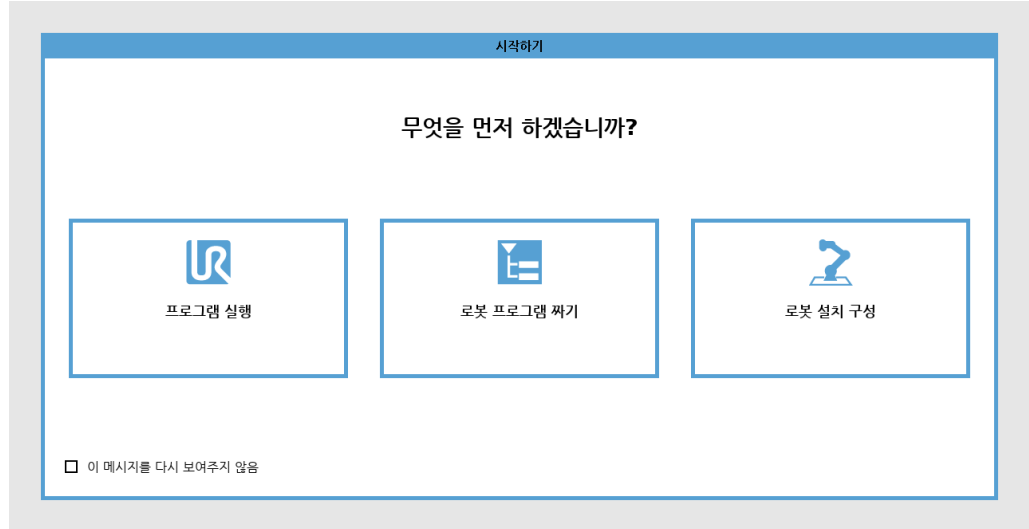 시작하기
무엇을 먼저 하겠습니까?
프로그램 실행
로봇 프로그램 짜기
로봇 설치 구성
이 메시지를 다시 보여주지 않음